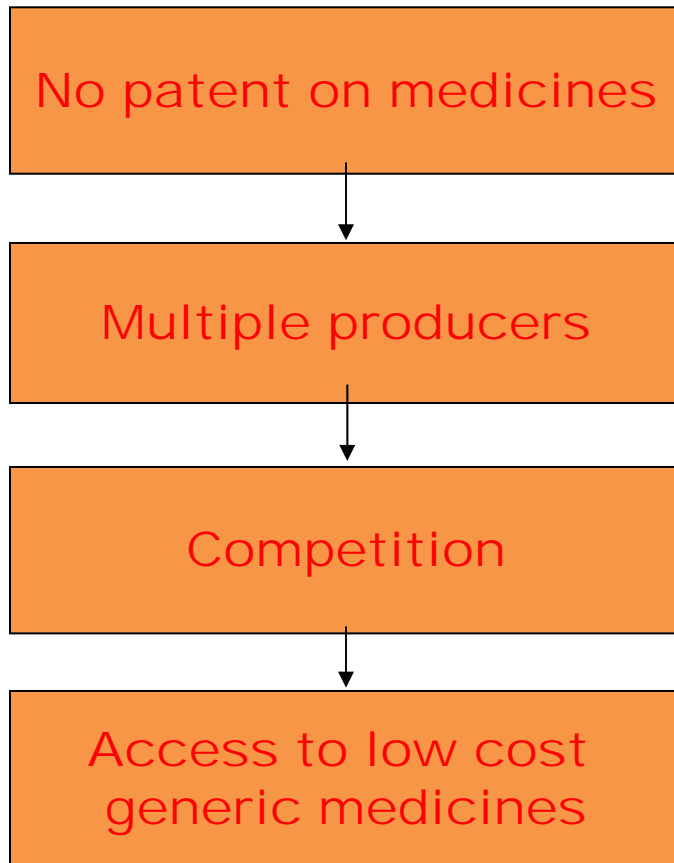 No patent on medicines
Multiple producers
Competition
Access to low cost
generic medicines